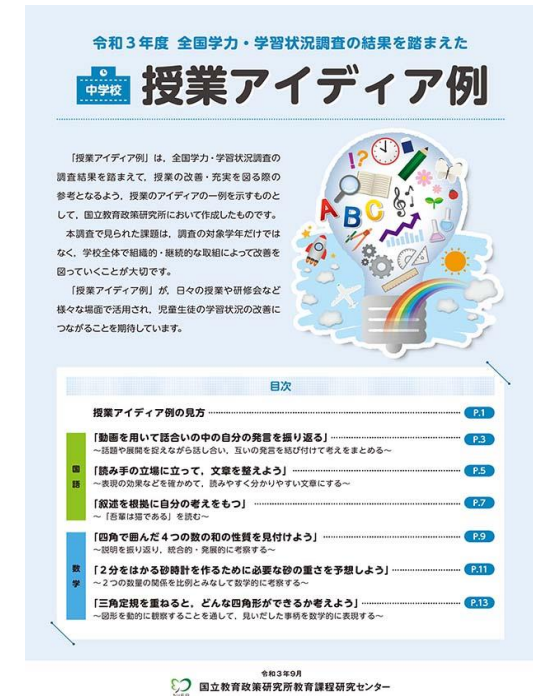 令和３年度 全国学力・学習状況調査の結果を踏まえた
中学校
授業アイディア例
「授業アイディア例」は，全国学力・学習状況調査の
調査結果を踏まえて，授業の改善・充実を図る際の
参考となるよう，授業のアイディアの一例を示すものと
して，国立教育政策研究所において作成したものです。
本調査で見られた課題は，調査の対象学年だけでは
なく，学校全体で組織的・継続的な取組によって改善を
図っていくことが大切です。
「授業アイディア例」が，日々の授業や研修会など
様々な場面で活用され，児童生徒の学習状況の改善に
つながることを期待しています。
!?
A B C
目次
授業アイディア例の見方 P.1
国語
「動画を用いて話合いの中の自分の発言を振り返る」 P.3
～話題や展開を捉えながら話し合い，互いの発言を結び付けて考えをまとめる～
「読み手の立場に立って，文章を整えよう」 P.5
～表現の効果などを確かめて，読みやすく分かりやすい文章にする～
「叙述を根拠に自分の考えをもつ」 P.7
～「吾輩は猫である」を読む～
数学
「四角で囲んだ４つの数の和の性質を見付けよう」 P.9
～説明を振り返り，統合的・発展的に考察する～
「２分をはかる砂時計を作るために必要な砂の重さを予想しよう」 P.11
～２つの数量の関係を比例とみなして数学的に考察する～
「三角定規を重ねると，どんな四角形ができるか考えよう」 P.13
～図形を動的に観察することを通して，見いだした事柄を数学的に表現する～
令和３年９月
国立教育政策研究所教育課程研究センター